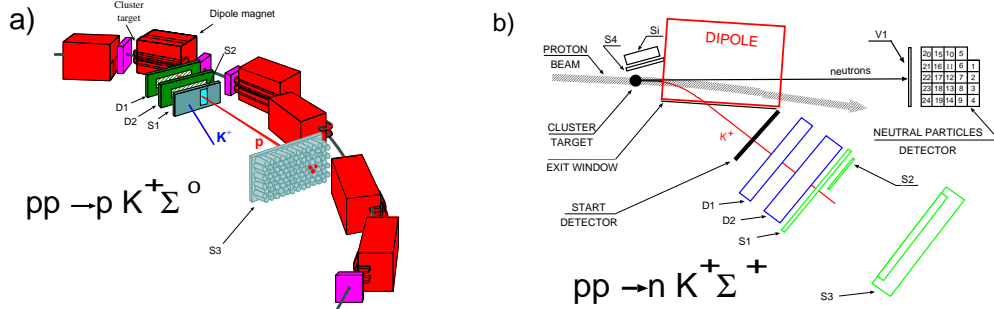 a)
Cluster
target
Dipole magnet
S2
D1
D2
S1
K+
p
S3
pp → p K+ Σ°
b)
S4
Si
DIPOLE
PROTON
BEAM
neutrons
V1
20 15 10 5
21 16 11 6 1
22 17 12 7 2
23 18 13 8 3
24 19 14 9 4
CLUSTER
TARGET
EXIT WINDOW
K+
NEUTRAL PARTICLES
DETECTOR
START
DETECTOR
S2
D1
D2
S1
S3
pp → n K+ Σ+